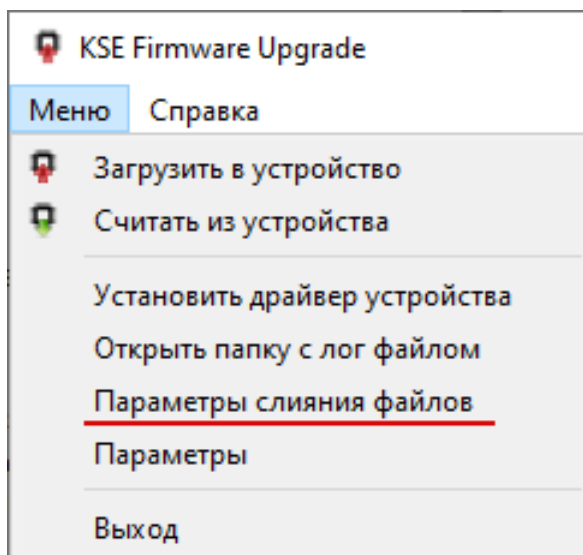 KSE Firmware Upgrade
Меню Справка
Загрузить в устройство
Считать из устройства
Установить драйвер устройства
Открыть папку с лог файлом
Параметры слияния файлов
Параметры
Выход